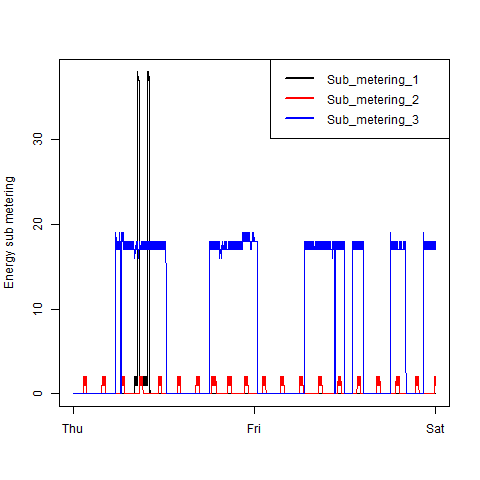 Sub_metering_1
Sub_metering_2
Sub_metering_3
Energy sub metering
30
20
10
0
Thu Fri Sat